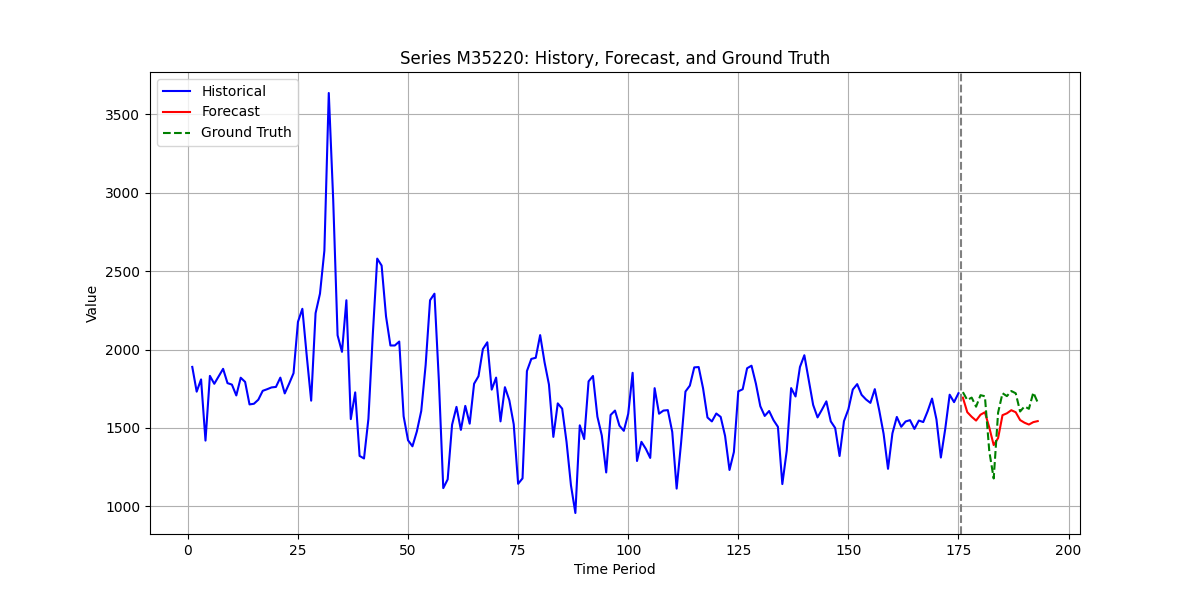 Series M35220: History, Forecast, and Ground Truth
Historical
Forecast
Ground Truth
3500
3000
2500
2000
1500
1000
Value
0 25 50 75 100 125 150 175 200
Time Period